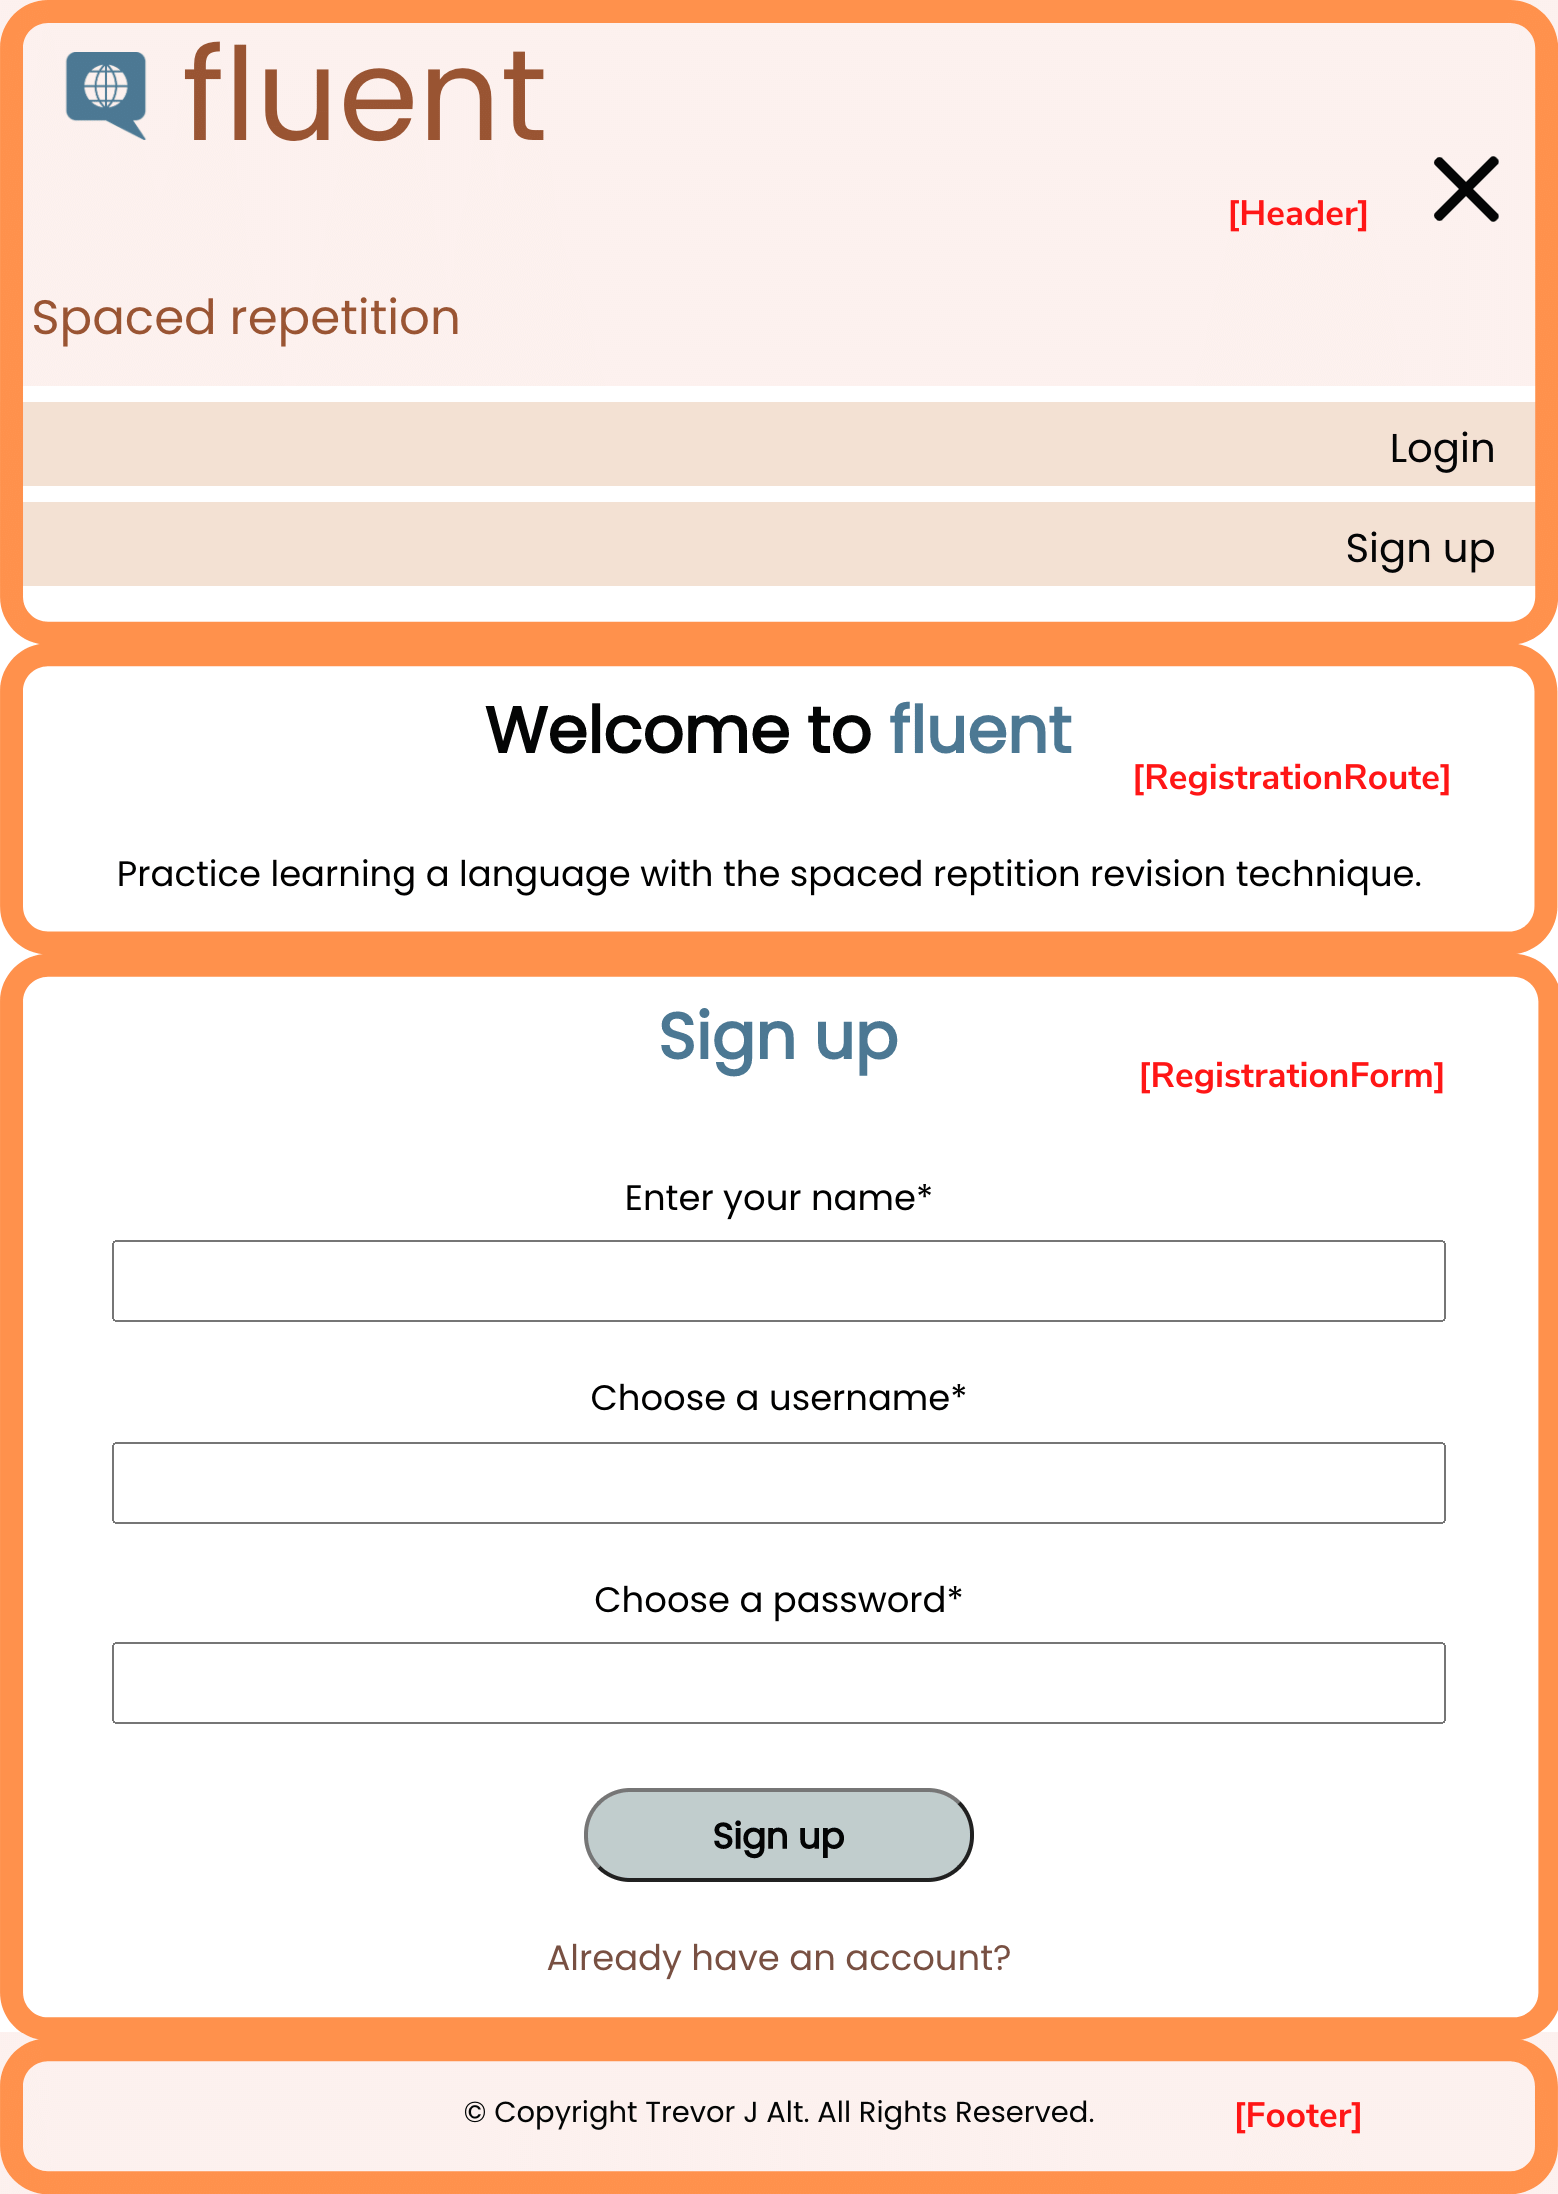 fluent
[Header]
Spaced repetition
Login
Sign up
Welcome to fluent
[RegistrationRoute]
Practice learning a language with the spaced reptition revision technique.
Sign up
[RegistrationForm]
Enter your name*
Choose a username*
Choose a password*
Sign up
Already have an account?
© Copyright Trevor J Alt. All Rights Reserved.
[Footer]